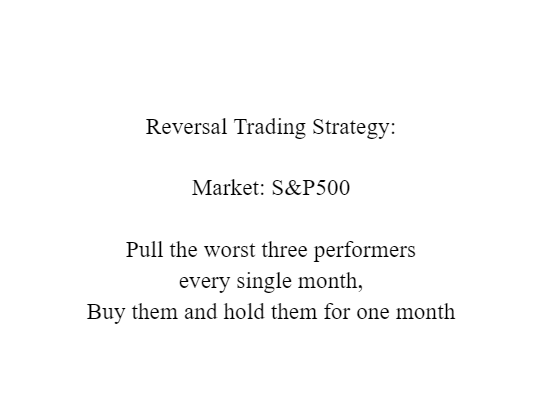 Reversal Trading Strategy:
Market: S&P500
Pull the worst three performers
every single month,
Buy them and hold them for one month